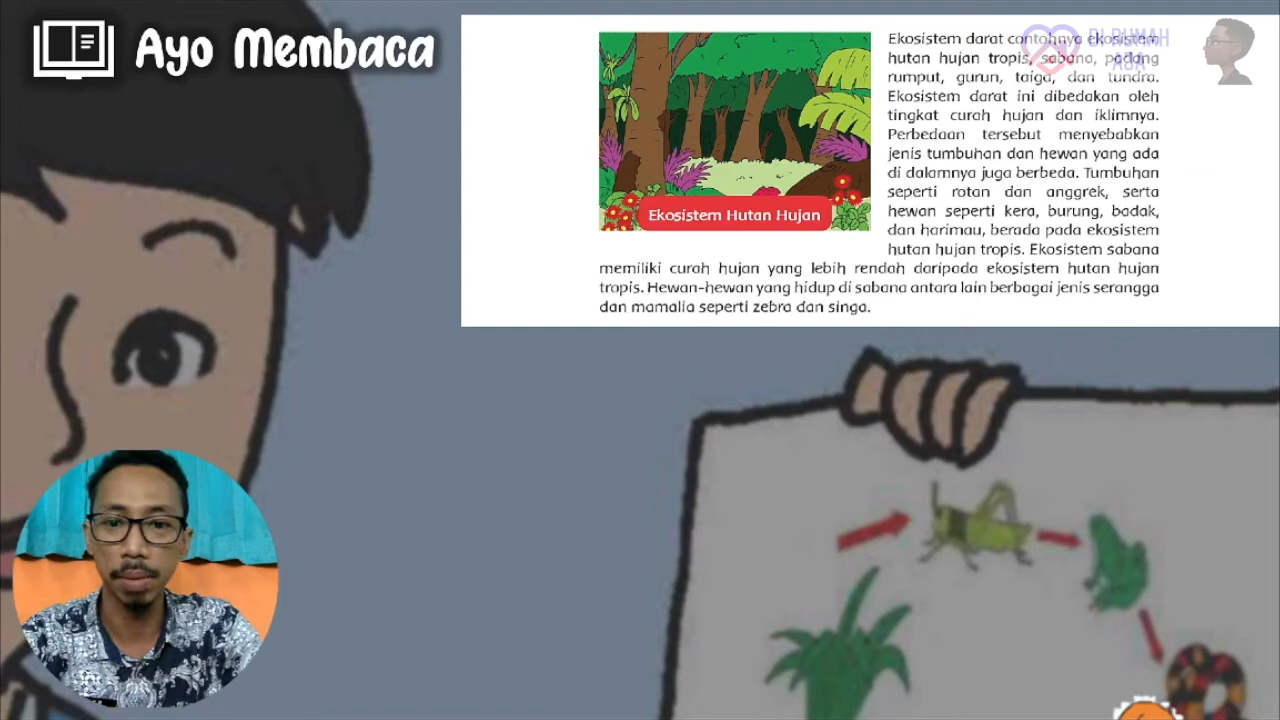 Ayo Membaca
DI RUMAH
AJA
Ekosistem darat contohnya ekosistem
hutan hujan tropis, sabana, padang
rumput, gurun, taiga, dan tundra.
Ekosistem darat ini dibedakan oleh
tingkat curah hujan dan iklimnya.
Perbedaan tersebut menyebabkan
jenis tumbuhan dan hewan yang ada
di dalamnya juga berbeda. Tumbuhan
seperti rotan dan anggrek, serta
hewan seperti kera, burung, badak,
dan harimau, berada pada ekosistem
hutan hujan tropis. Ekosistem sabana
memiliki curah hujan yang lebih rendah daripada ekosistem hutan hujan
tropis. Hewan-hewan yang hidup di sabana antara lain berbagai jenis serangga
dan mamalia seperti zebra dan singa.
Ekosistem Hutan Hujan